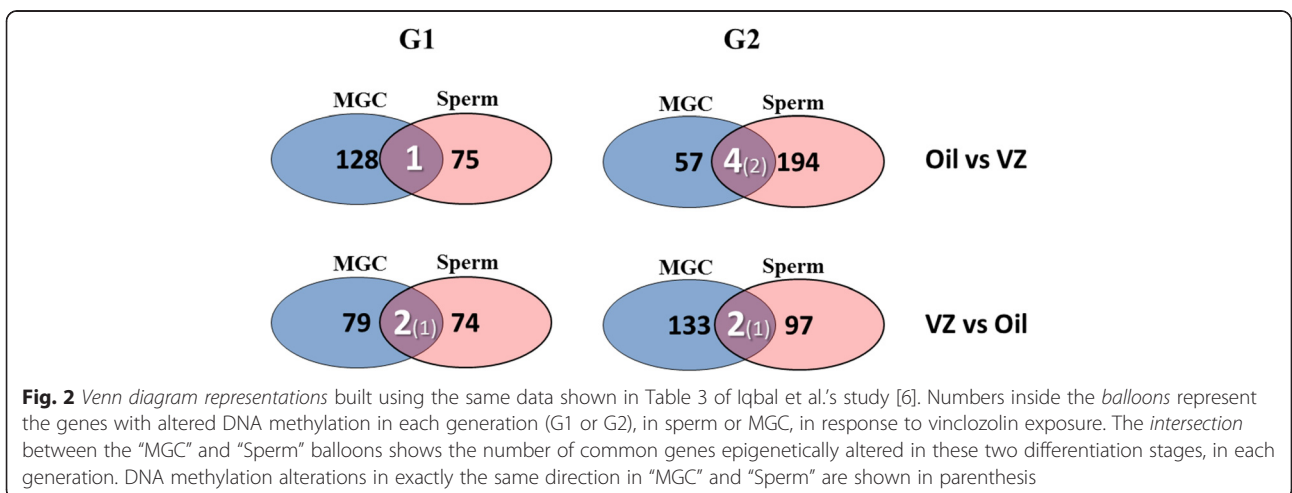 G1 G2
MGC Sperm MGC Sperm
128 1 75 57 4(2) 194 Oil vs VZ
MGC Sperm MGC Sperm
79 2(1) 74 133 2(1) 97 VZ vs Oil
Fig. 2 Venn diagram representations built using the same data shown in Table 3 of Iqbal et al.'s study [6]. Numbers inside the balloons represent
the genes with altered DNA methylation in each generation (G1 or G2), in sperm or MGC, in response to vinclozolin exposure. The intersection
between the “MGC” and “Sperm” balloons shows the number of common genes epigenetically altered in these two differentiation stages, in each
generation. DNA methylation alterations in exactly the same direction in “MGC” and “Sperm” are shown in parenthesis